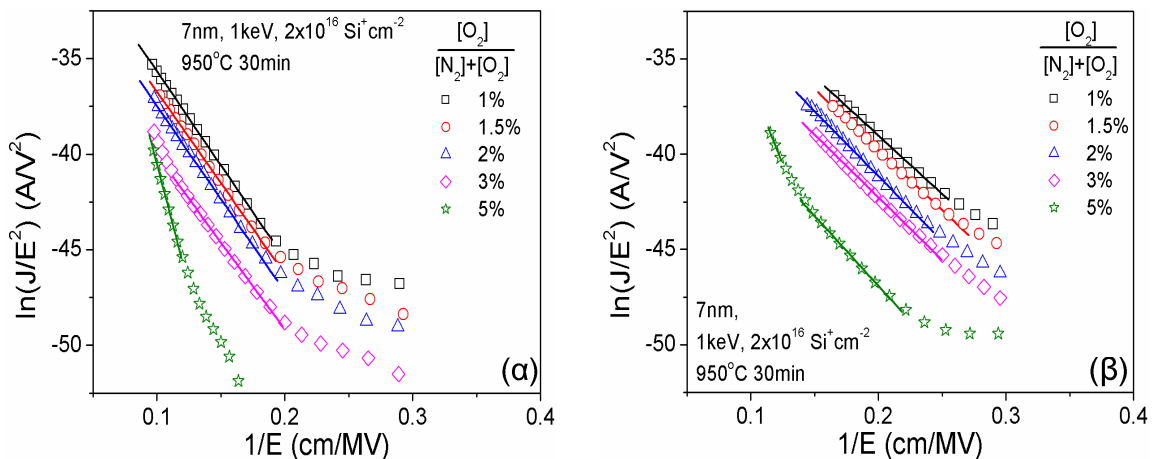 7nm, 1keV, 2x10¹⁶ Si⁺cm⁻²
950°C 30min
[O₂]
[N₂]+[O₂]
1%
1.5%
2%
3%
5%
-35
-40
-45
-50
ln(J/E²) (A/V²)
0.1
0.2
0.3
0.4
1/E (cm/MV)
(α)
[O₂]
[N₂]+[O₂]
1%
1.5%
2%
3%
5%
-35
-40
-45
-50
ln(J/E²) (A/V²)
7nm,
1keV, 2x10¹⁶ Si⁺cm⁻²
950°C 30min
0.1
0.2
0.3
0.4
1/E (cm/MV)
(β)